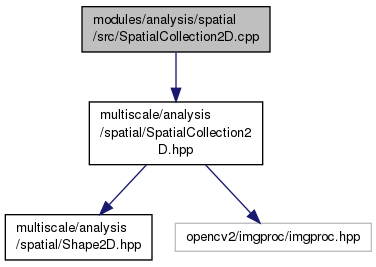 modules/analysis/spatial
/src/SpatialCollection2D.cpp
multiscale/analysis
/spatial/SpatialCollection2
D.hpp
multiscale/analysis
/spatial/Shape2D.hpp
opencv2/imgproc/imgproc.hpp